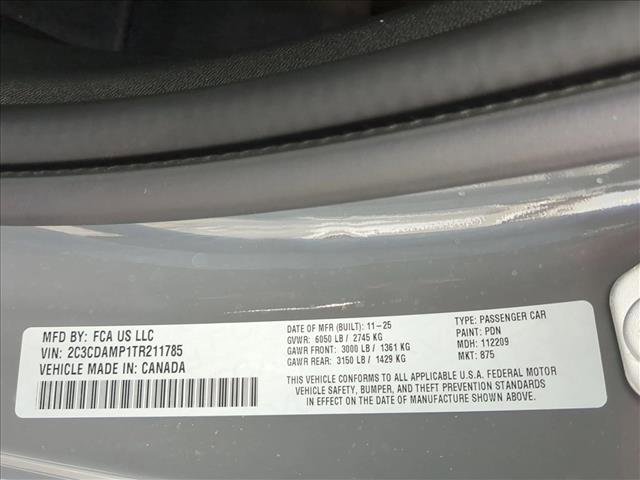 MFD BY: FCA US LLC
VIN: 2C3CDAMP1TR211785
VEHICLE MADE IN: CANADA
DATE OF MFR (BUILT): 11-25
GVWR: 6050 LB / 2745 KG
GAWR FRONT: 3000 LB / 1361 KG
GAWR REAR: 3150 LB / 1429 KG
TYPE: PASSENGER CAR
PAINT: PDN
MDH: 112209
MKT: 875
THIS VEHICLE CONFORMS TO ALL APPLICABLE U.S.A. FEDERAL MOTOR
VEHICLE SAFETY, BUMPER, AND THEFT PREVENTION STANDARDS
IN EFFECT ON THE DATE OF MANUFACTURE SHOWN ABOVE.